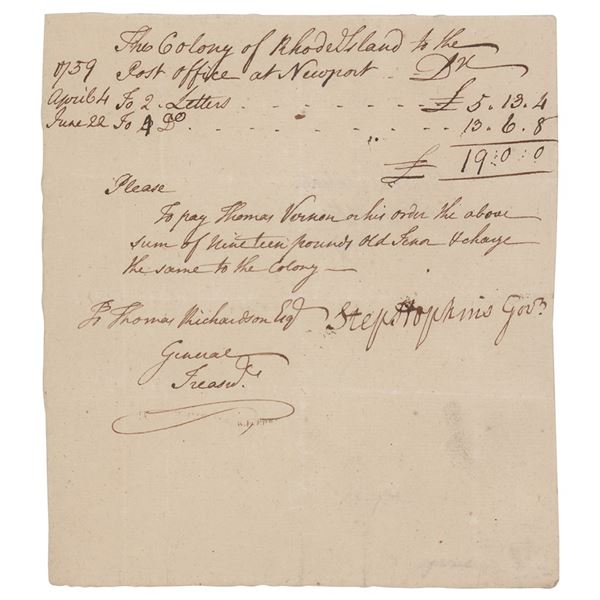 The Colony of Rhode Island to the
1759 Post Office at Newport Dr
April 4 To 2 Letters £ 5. 13. 4
June 22 To 4 Do 13. 6. 8
£ 19: 0: 0
Please
To pay Thomas Vernon or his order the above
sum of Nineteen pounds Old Tenor & charge
the same to the Colony
Thomas Richardson Esqr Step Hopkins Govr
General
Treasr